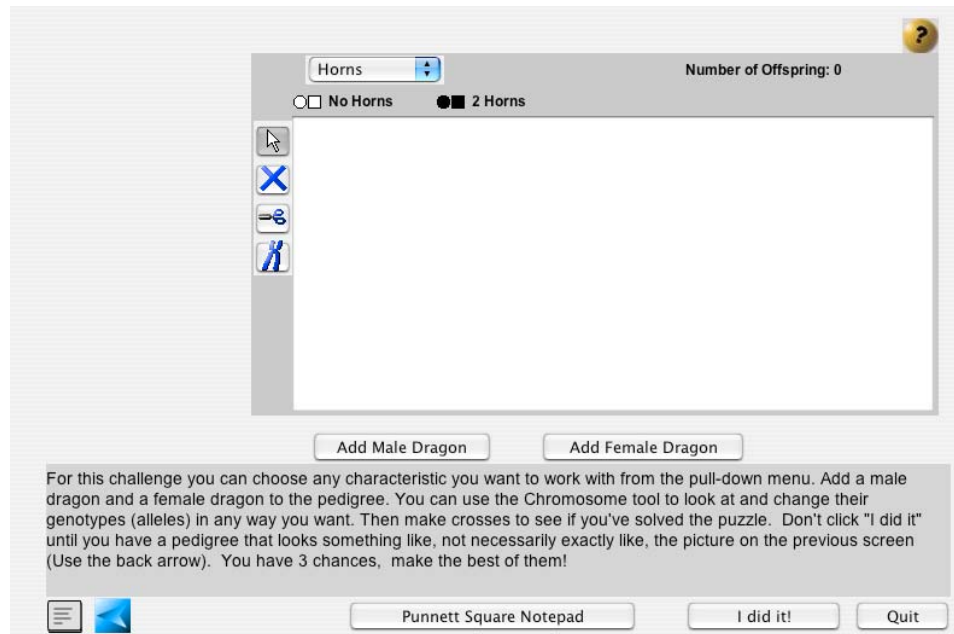 ?
Horns
Number of Offspring: 0
No Horns
2 Horns
Add Male Dragon
Add Female Dragon
For this challenge you can choose any characteristic you want to work with from the pull-down menu. Add a male
dragon and a female dragon to the pedigree. You can use the Chromosome tool to look at and change their
genotypes (alleles) in any way you want. Then make crosses to see if you've solved the puzzle. Don't click "I did it"
until you have a pedigree that looks something like, not necessarily exactly like, the picture on the previous screen
(Use the back arrow). You have 3 chances, make the best of them!
Punnett Square Notepad
I did it!
Quit